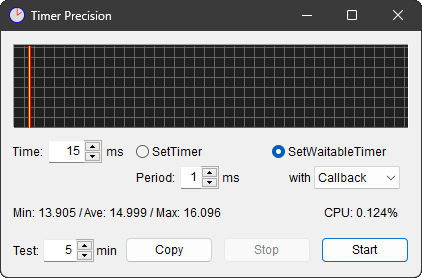 Timer Precision
Time: 15 ms SetTimer SetWaitableTimer
Period: 1 ms with Callback
Min: 13.905 / Ave: 14.999 / Max: 16.096 CPU: 0.124%
Test: 5 min Copy Stop Start